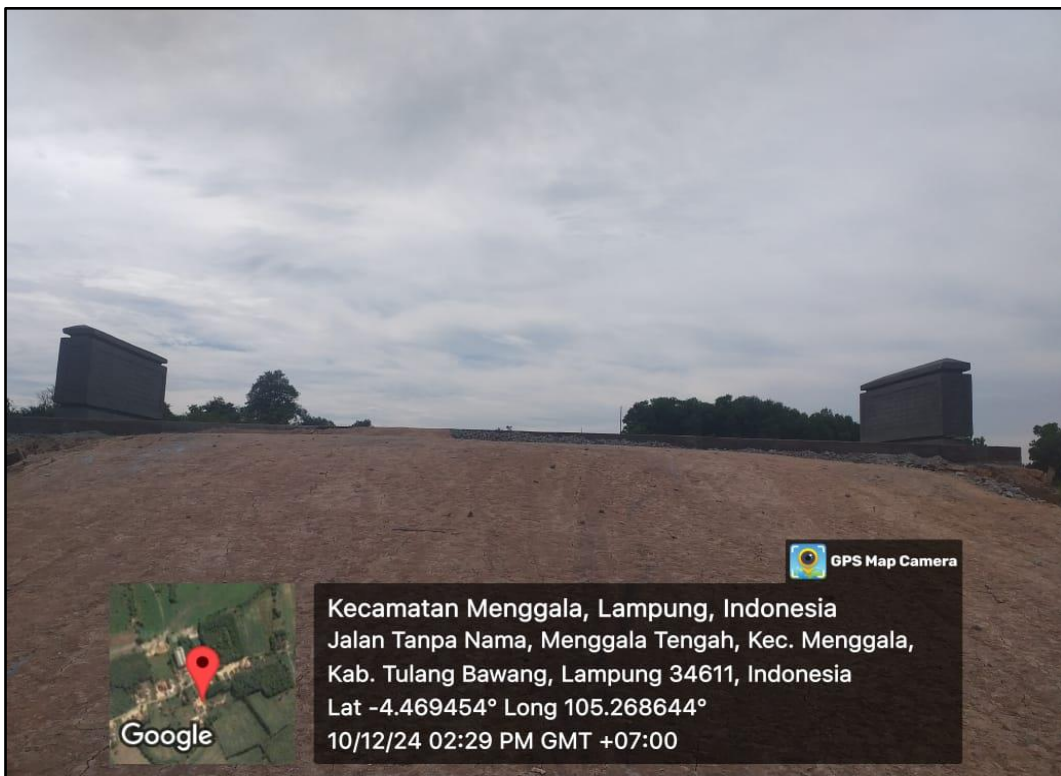 GPS Map Camera
Kecamatan Menggala, Lampung, Indonesia
Jalan Tanpa Nama, Menggala Tengah, Kec. Menggala,
Kab. Tulang Bawang, Lampung 34611, Indonesia
Lat -4.469454° Long 105.268644°
10/12/24 02:29 PM GMT +07:00
Google